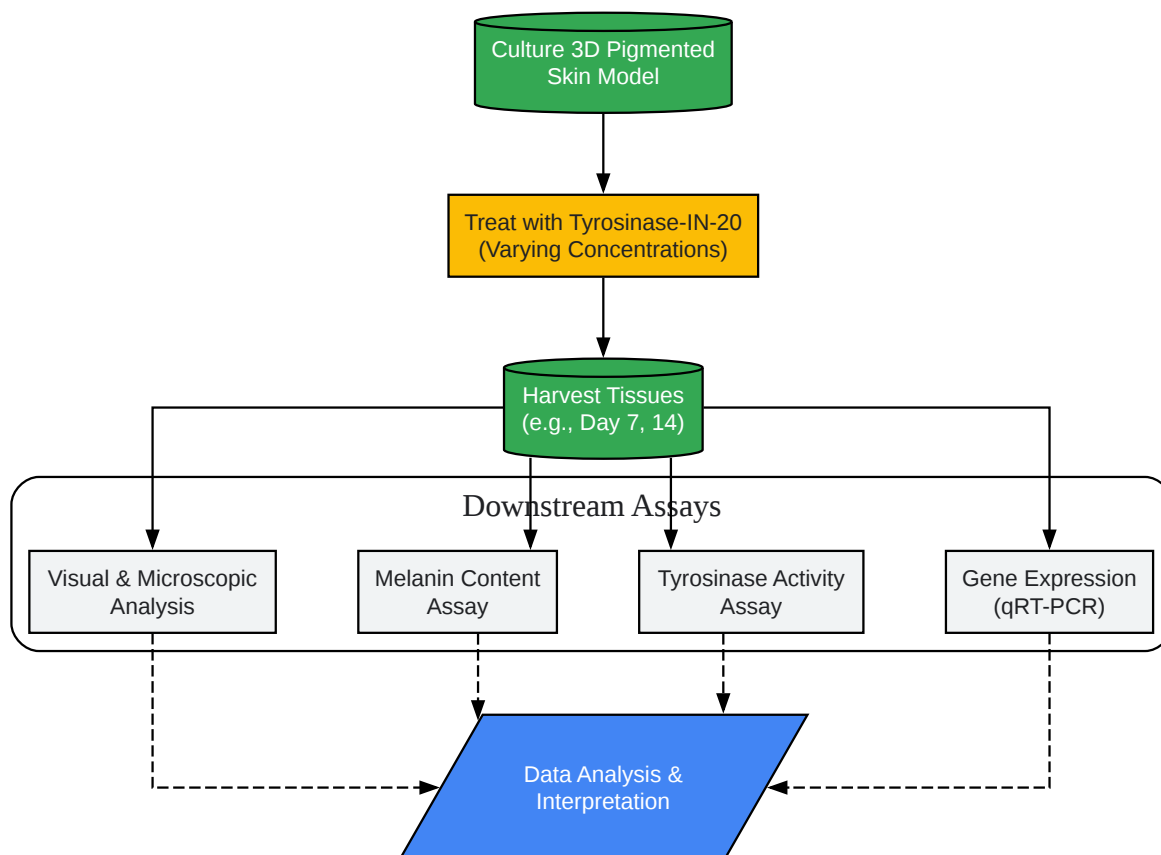 Culture 3D Pigmented
Skin Model
Treat with Tyrosinase-IN-20
(Varying Concentrations)
Harvest Tissues
(e.g., Day 7, 14)
Downstream Assays
Visual & Microscopic
Analysis
Melanin Content
Assay
Tyrosinase Activity
Assay
Gene Expression
(qRT-PCR)
Data Analysis &
Interpretation